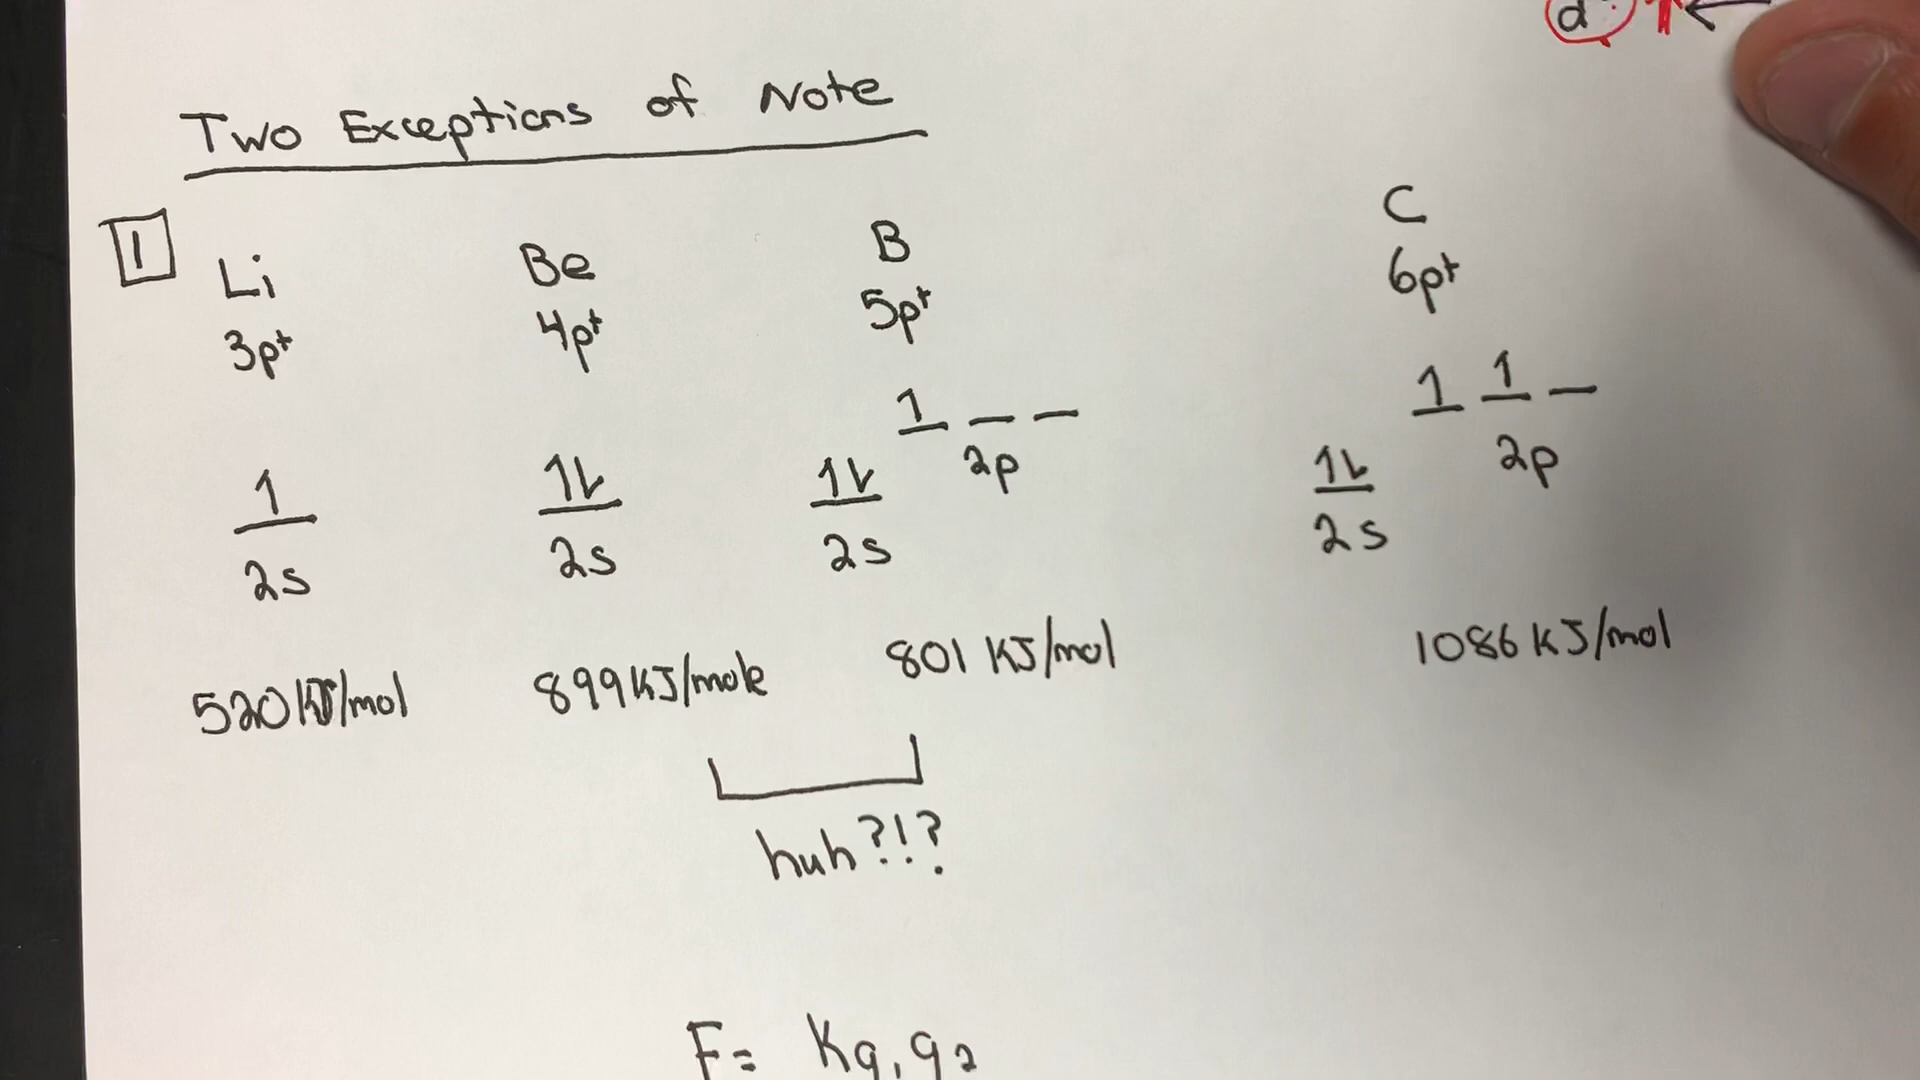 d
Two Exceptions of Note
1
Li Be B C
3p+ 4p+ 5p+ 6p+
1 1 1
2p 2p
1 1L 1L 1L
2s 2s 2s 2s
520 KJ/mol 899 KJ/mole 801 KJ/mol 1086 KJ/mol
huh?!?
F = Kq1q2